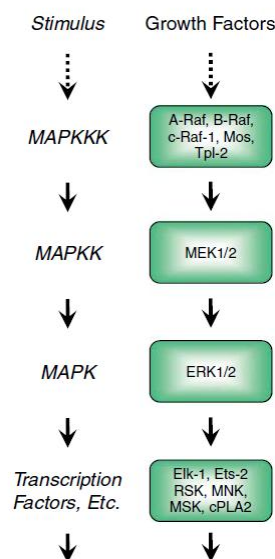 Stimulus Growth Factors
MAPKKK
A-Raf, B-Raf,
c-Raf-1, Mos,
Tpl-2
MAPKK
MEK1/2
MAPK
ERK1/2
Transcription
Factors, Etc.
Elk-1, Ets-2
RSK, MNK,
MSK, cPLA2